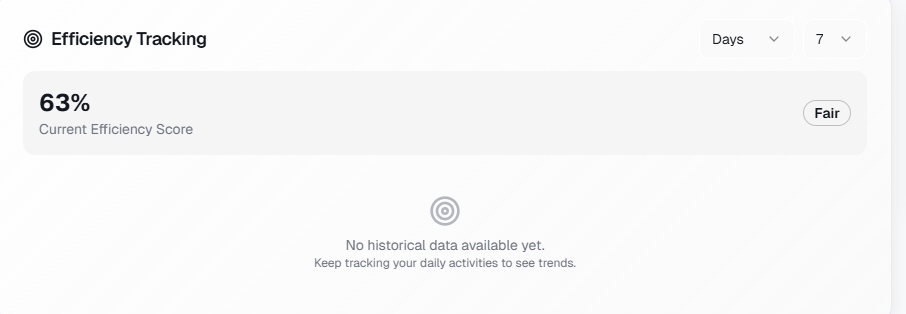 Efficiency Tracking
Days
7
63%
Current Efficiency Score
Fair
No historical data available yet.
Keep tracking your daily activities to see trends.